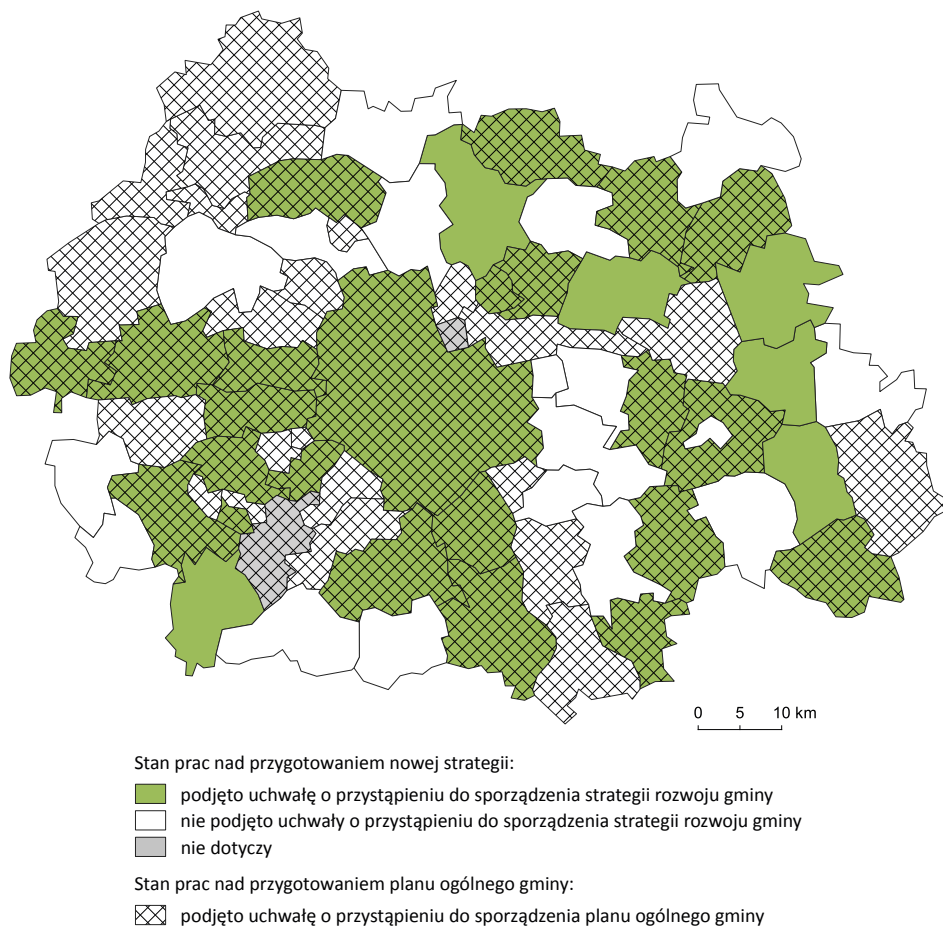 0 5 10 km
Stan prac nad przygotowaniem nowej strategii:
podjęto uchwałę o przystąpieniu do sporządzenia strategii rozwoju gminy
nie podjęto uchwały o przystąpieniu do sporządzenia strategii rozwoju gminy
nie dotyczy
Stan prac nad przygotowaniem planu ogólnego gminy:
podjęto uchwałę o przystąpieniu do sporządzenia planu ogólnego gminy